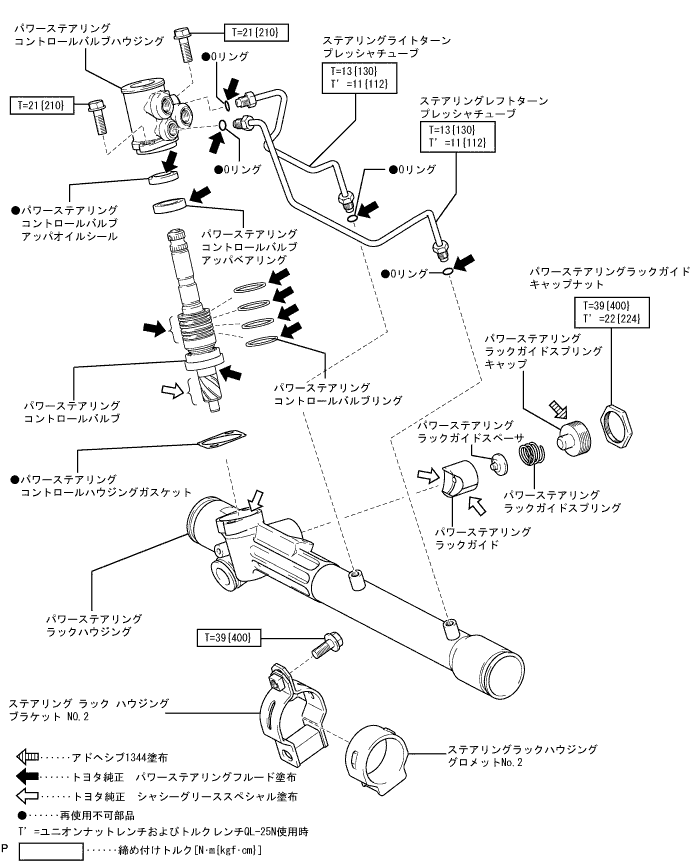 パワーステアリング
コントロールバルブハウジング
T=21{210}
●Oリング
ステアリングライトターン
プレッシャチューブ
T=13{130}
T'=11{112}
T=21{210}
ステアリングレフトターン
プレッシャチューブ
T=13{130}
T'=11{112}
●Oリング
●Oリング
●パワーステアリング
コントロールバルブ
アッパオイルシール
パワーステアリング
コントロールバルブ
アッパベアリング
●Oリング
パワーステアリングラックガイド
キャップナット
T=39{400}
T'=22{224}
パワーステアリング
ラックガイドスプリング
キャップ
パワーステアリング
コントロールバルブリング
パワーステアリング
コントロールバルブ
パワーステアリング
ラックガイドスペーサ
●パワーステアリング
コントロールハウジングガスケット
パワーステアリング
ラックガイドスプリング
パワーステアリング
ラックガイド
パワーステアリング
ラックハウジング
T=39{400}
ステアリング ラック ハウジング
ブラケット NO.2
ステアリングラックハウジング
グロメットNo.2
・・・・・・アドヘシブ1344塗布
・・・・・・トヨタ純正 パワーステアリングフルード塗布
・・・・・・トヨタ純正 シャシーグリーススペシャル塗布
●・・・・・・再使用不可部品
T'=ユニオンナットレンチおよびトルクレンチQL-25N使用時
P ・・・・・・締め付けトルク[N·m{kgf·cm}]